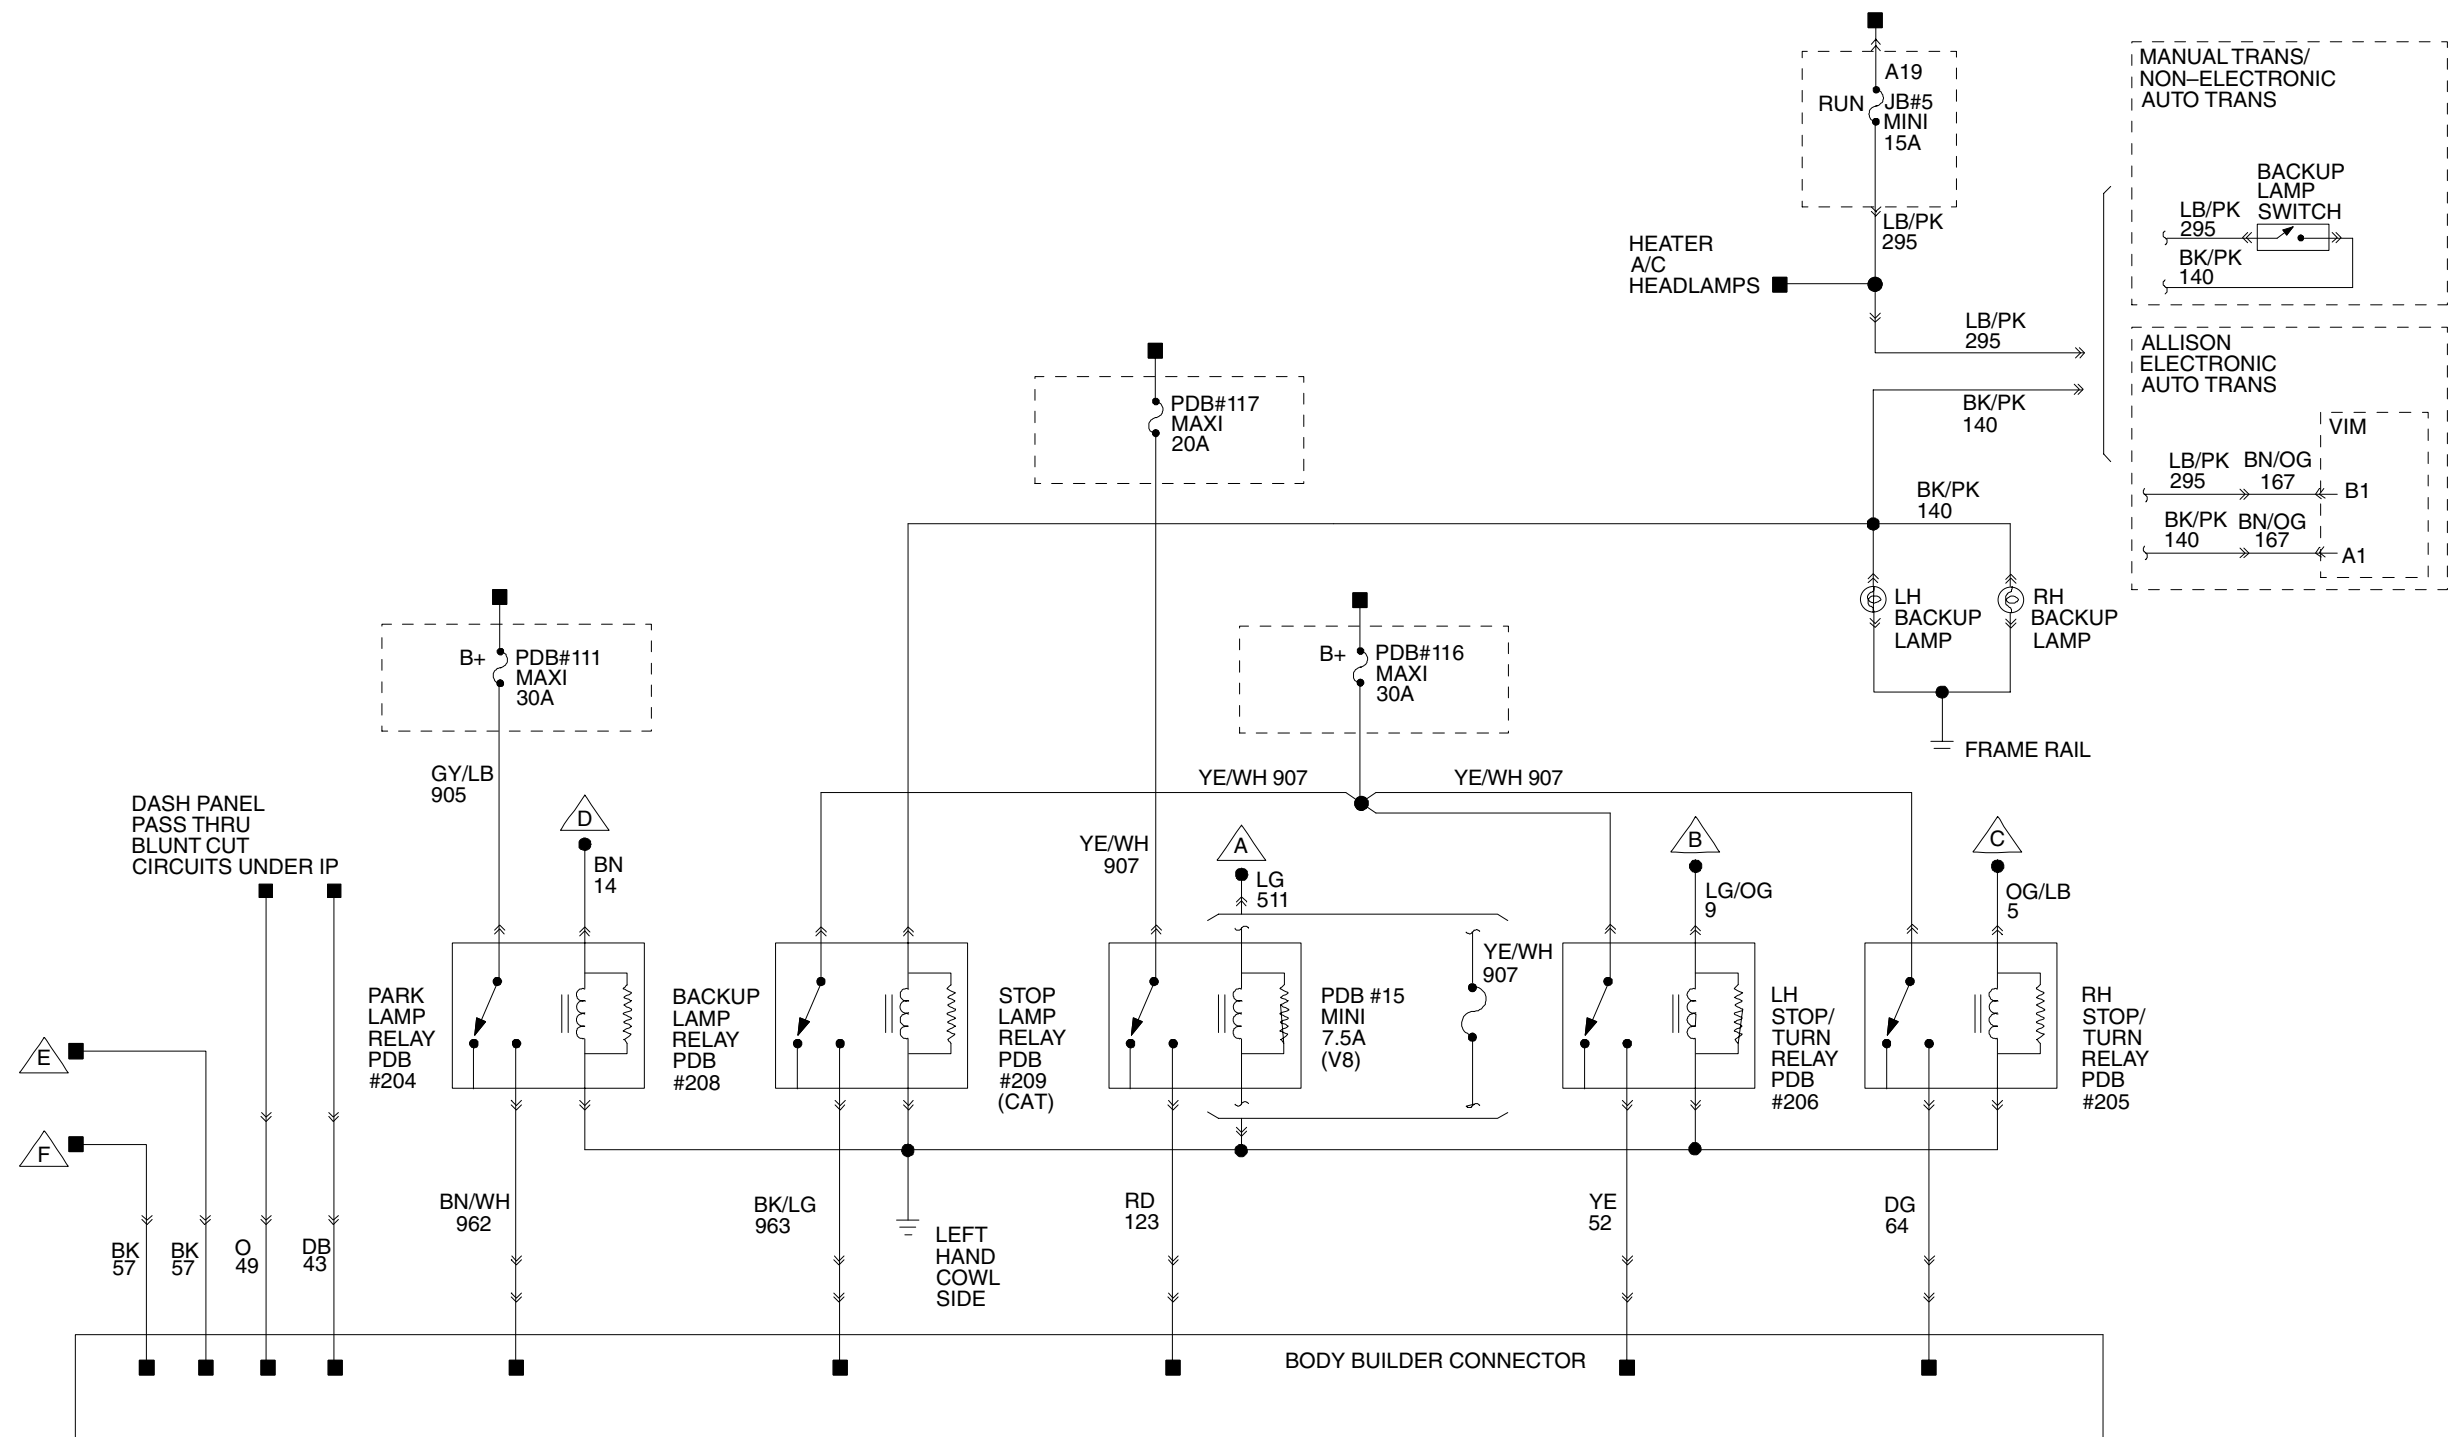 A19
RUN
JB#5
MINI
15A
LB/PK
295
HEATER
A/C
HEADLAMPS
LB/PK
295
BK/PK
140
MANUAL TRANS/
NON–ELECTRONIC
AUTO TRANS
BACKUP
LAMP
SWITCH
LB/PK
295
BK/PK
140
ALLISON
ELECTRONIC
AUTO TRANS
VIM
LB/PK
295
BN/OG
167
B1
BK/PK
140
BN/OG
167
A1
PDB#117
MAXI
20A
BK/PK
140
LH
BACKUP
LAMP
RH
BACKUP
LAMP
FRAME RAIL
B+
PDB#111
MAXI
30A
B+
PDB#116
MAXI
30A
GY/LB
905
YE/WH 907
YE/WH 907
DASH PANEL
PASS THRU
BLUNT CUT
CIRCUITS UNDER IP
D
BN
14
YE/WH
907
A
LG
511
B
LG/OG
9
C
OG/LB
5
YE/WH
907
PARK
LAMP
RELAY
PDB
#204
BACKUP
LAMP
RELAY
PDB
#208
STOP
LAMP
RELAY
PDB
#209
(CAT)
PDB #15
MINI
7.5A
(V8)
LH
STOP/
TURN
RELAY
PDB
#206
RH
STOP/
TURN
RELAY
PDB
#205
E
F
BK
57
BK
57
O
49
DB
43
BN/WH
962
BK/LG
963
LEFT
HAND
COWL
SIDE
RD
123
YE
52
DG
64
BODY BUILDER CONNECTOR